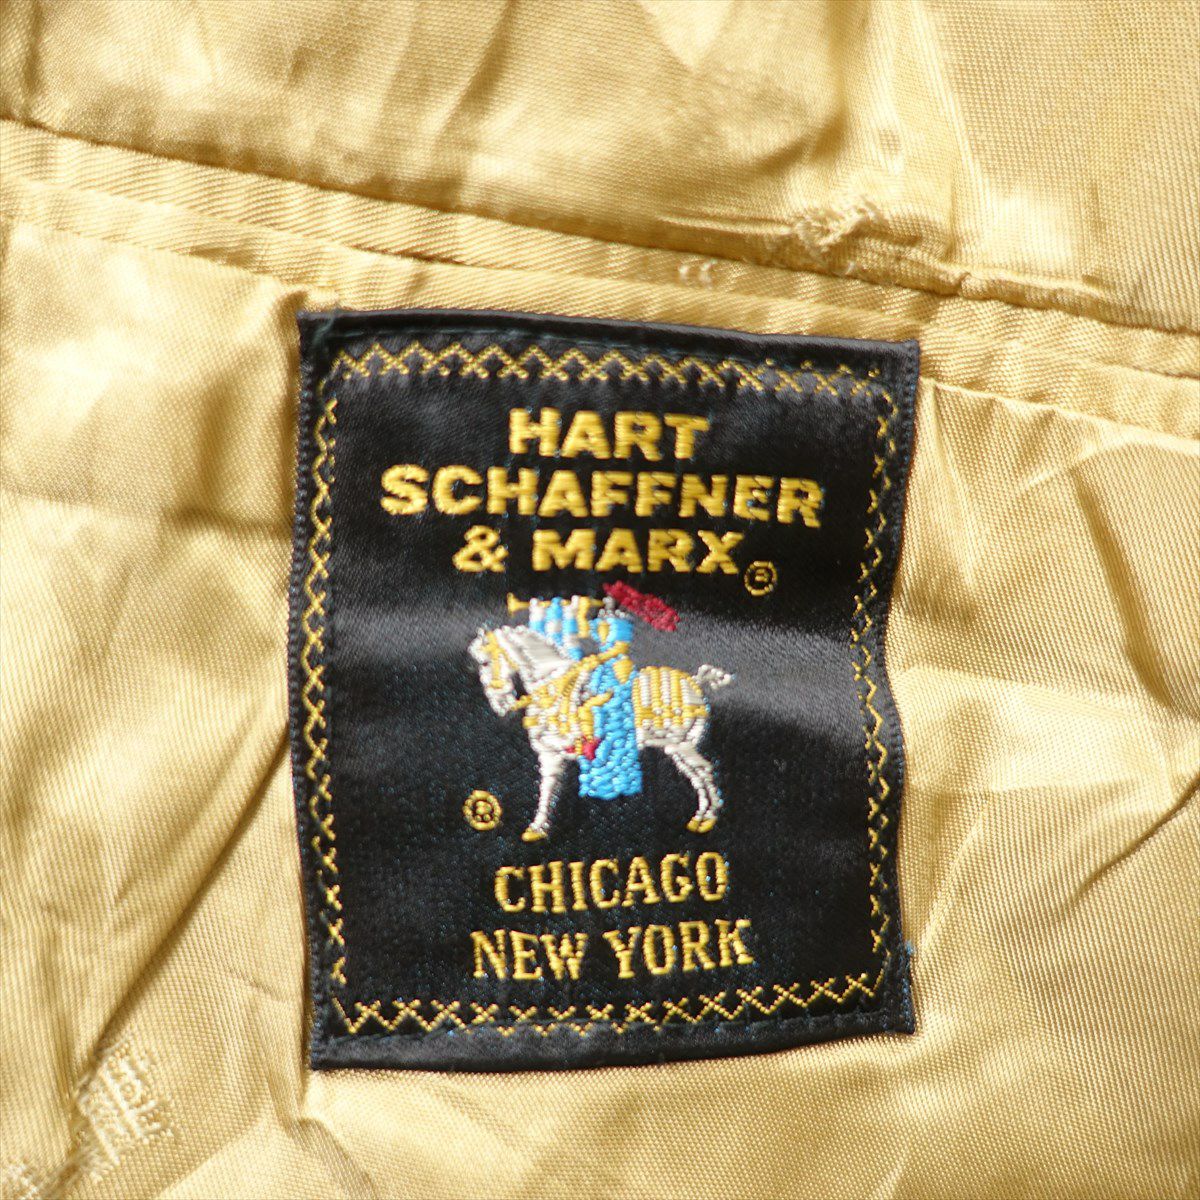 HART
SCHAFFNER
& MARX®
®
CHICAGO
NEW YORK